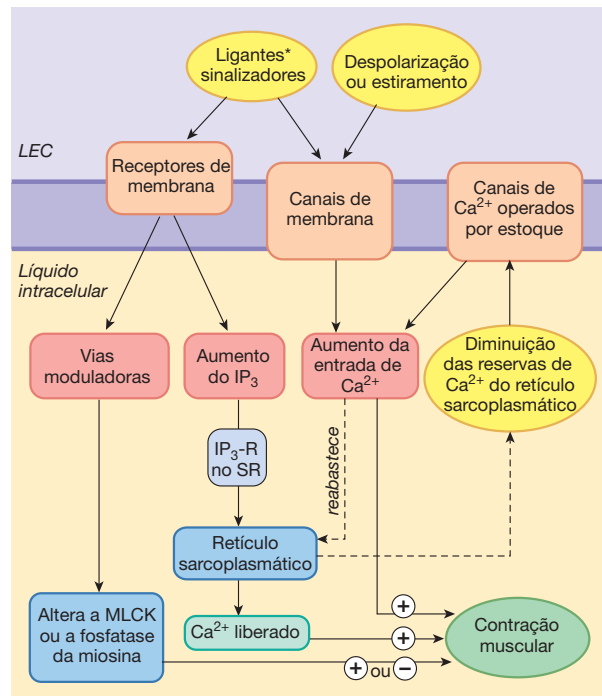 Ligantes*
sinalizadores
Despolarização
ou estiramento
LEC
Receptores de
membrana
Canais de
membrana
Canais de
Ca²⁺ operados
por estoque
Líquido
intracelular
Vias
moduladoras
Aumento
do IP₃
Aumento da
entrada de
Ca²⁺
Diminuição
das reservas de
Ca²⁺ do retículo
sarcoplasmático
IP₃-R
no SR
reabastece
Retículo
sarcoplasmático
Altera a MLCK
ou a fosfatase
da miosina
Ca²⁺ liberado
+
+
+ ou −
Contração
muscular